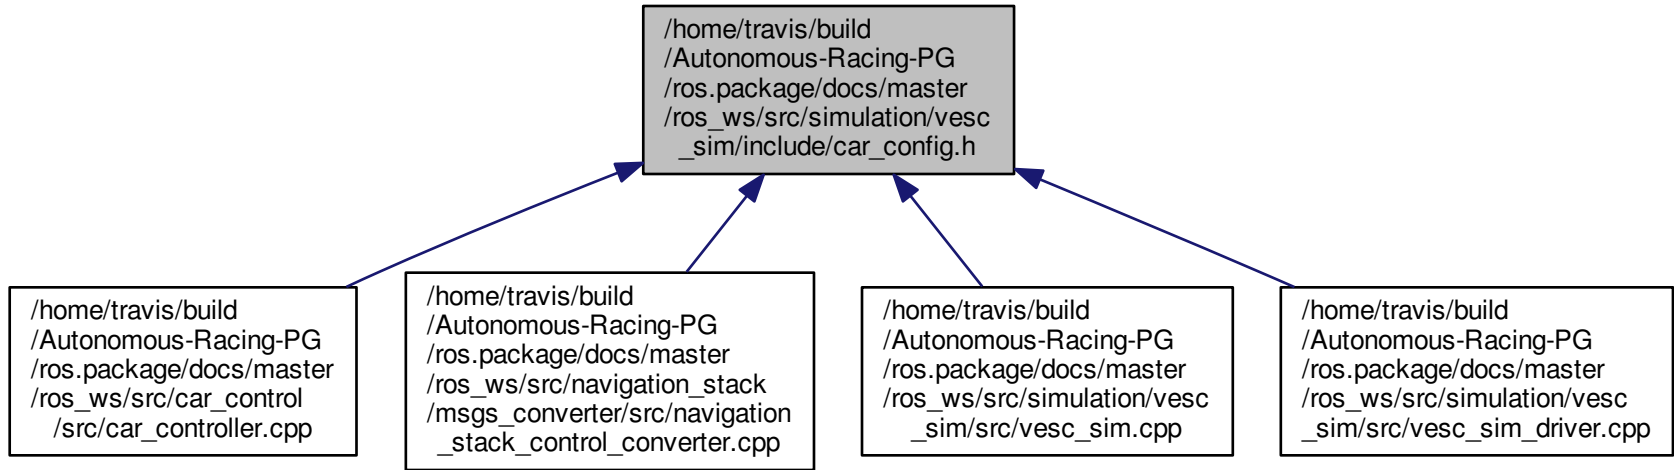 /home/travis/build
/Autonomous-Racing-PG
/ros.package/docs/master
/ros_ws/src/simulation/vesc
_sim/include/car_config.h
/home/travis/build
/Autonomous-Racing-PG
/ros.package/docs/master
/ros_ws/src/car_control
/src/car_controller.cpp
/home/travis/build
/Autonomous-Racing-PG
/ros.package/docs/master
/ros_ws/src/navigation_stack
/msgs_converter/src/navigation
_stack_control_converter.cpp
/home/travis/build
/Autonomous-Racing-PG
/ros.package/docs/master
/ros_ws/src/simulation/vesc
_sim/src/vesc_sim.cpp
/home/travis/build
/Autonomous-Racing-PG
/ros.package/docs/master
/ros_ws/src/simulation/vesc
_sim/src/vesc_sim_driver.cpp